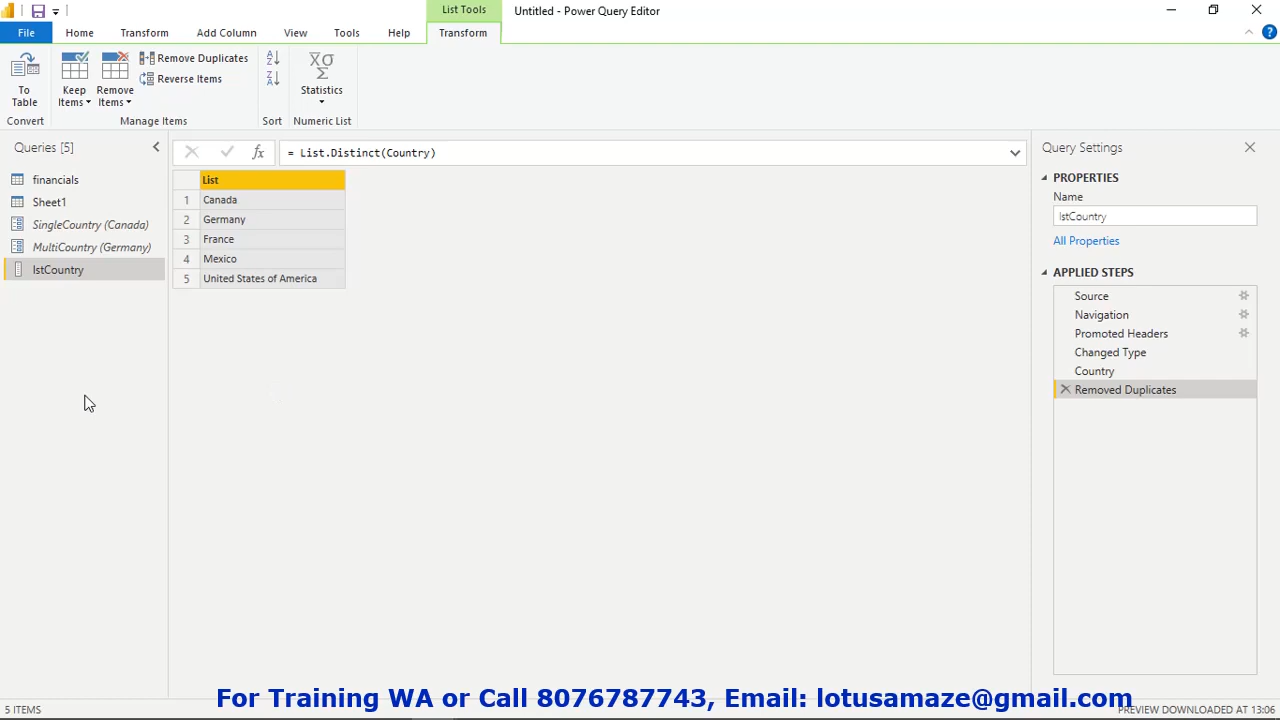 List Tools
Untitled - Power Query Editor
File
Home
Transform
Add Column
View
Tools
Help
Transform
To
Table
Keep
Items
Remove
Items
Remove Duplicates
Reverse Items
Statistics
Convert
Manage Items
Sort
Numeric List
Queries [5]
financials
Sheet1
SingleCountry (Canada)
MultiCountry (Germany)
lstCountry
= List.Distinct(Country)
List
1 Canada
2 Germany
3 France
4 Mexico
5 United States of America
Query Settings
PROPERTIES
Name
lstCountry
All Properties
APPLIED STEPS
Source
Navigation
Promoted Headers
Changed Type
Country
Removed Duplicates
For Training WA or Call 8076787743, Email: lotusamaze@gmail.com
5 ITEMS
PREVIEW DOWNLOADED AT 13:06